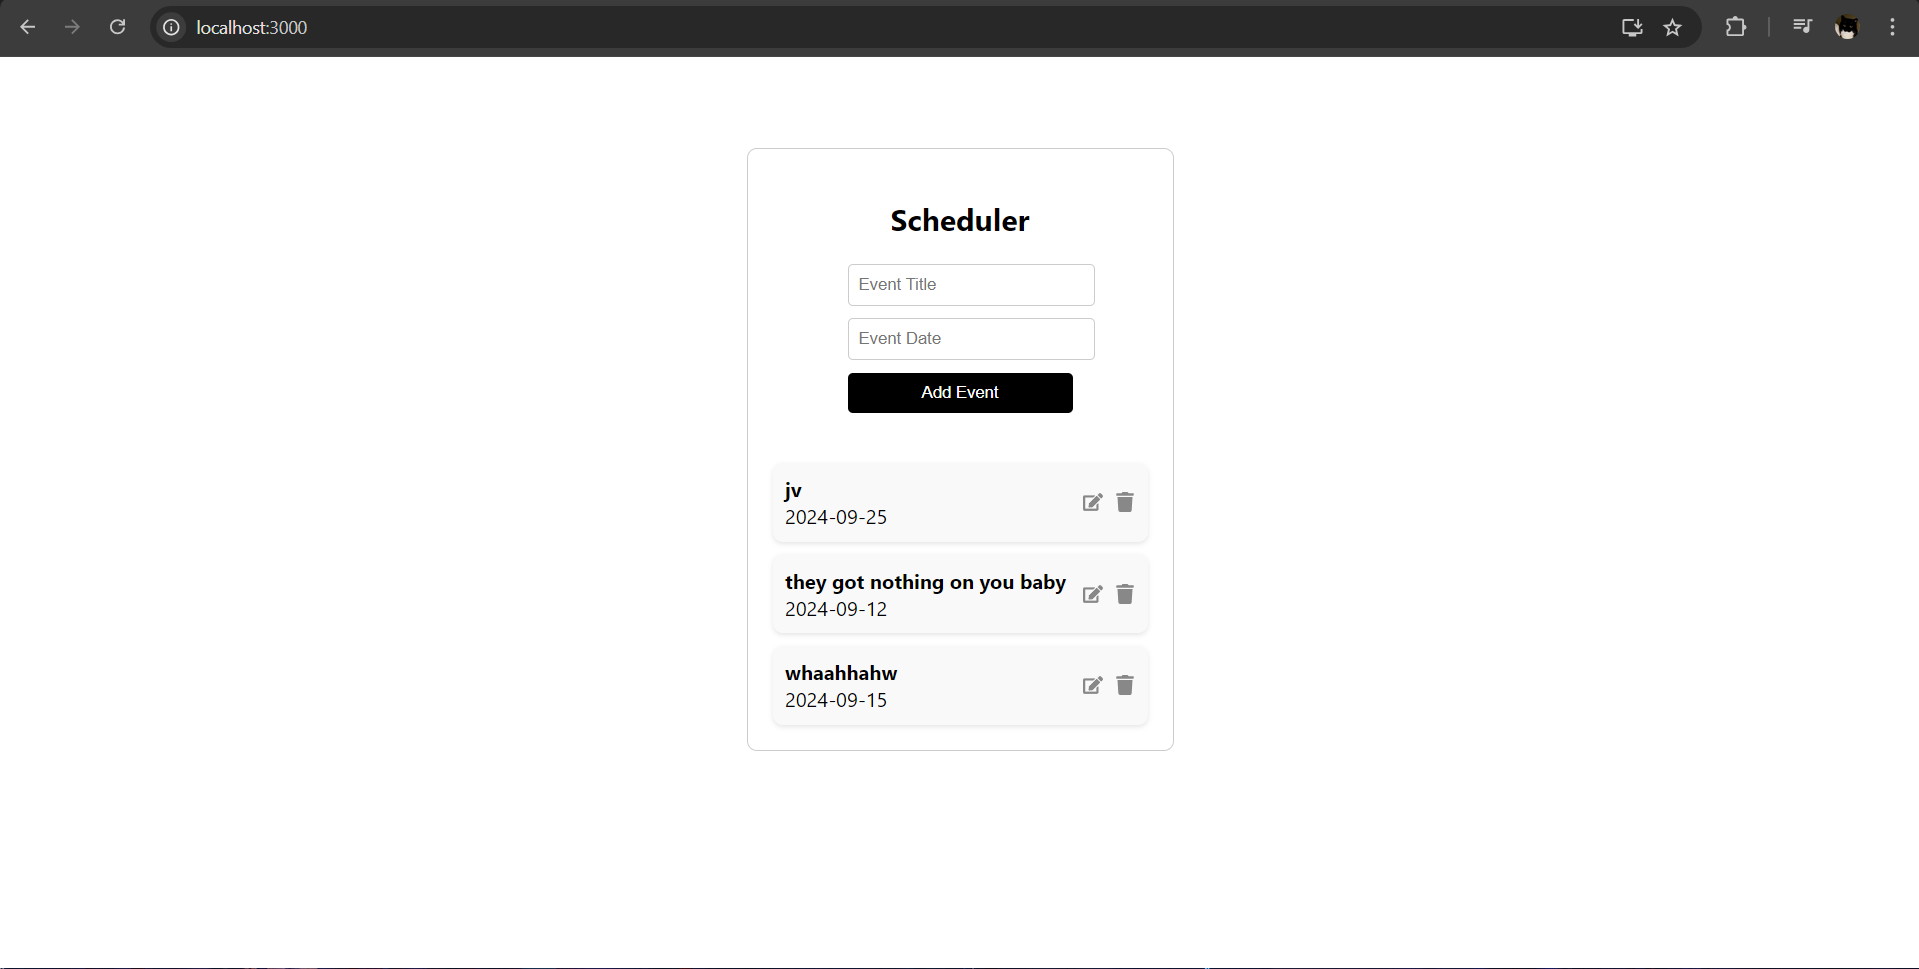 localhost:3000
Scheduler
Event Title
Event Date
Add Event
jv
2024-09-25
they got nothing on you baby
2024-09-12
whaahhahw
2024-09-15